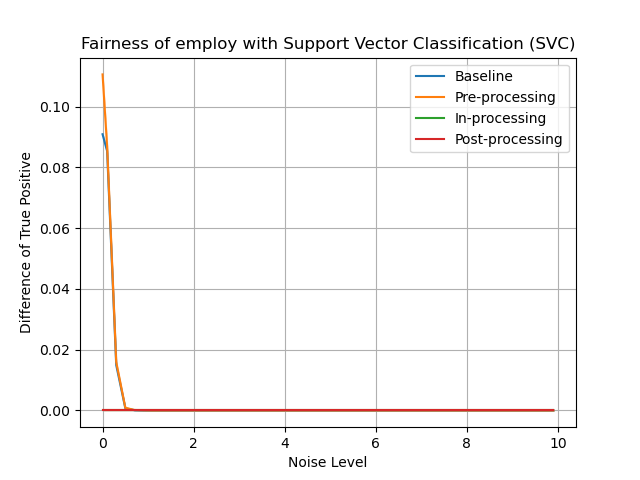 Fairness of employ with Support Vector Classification (SVC)
Baseline
Pre-processing
In-processing
Post-processing
Difference of True Positive
0.10
0.08
0.06
0.04
0.02
0.00
0
2
4
6
8
10
Noise Level